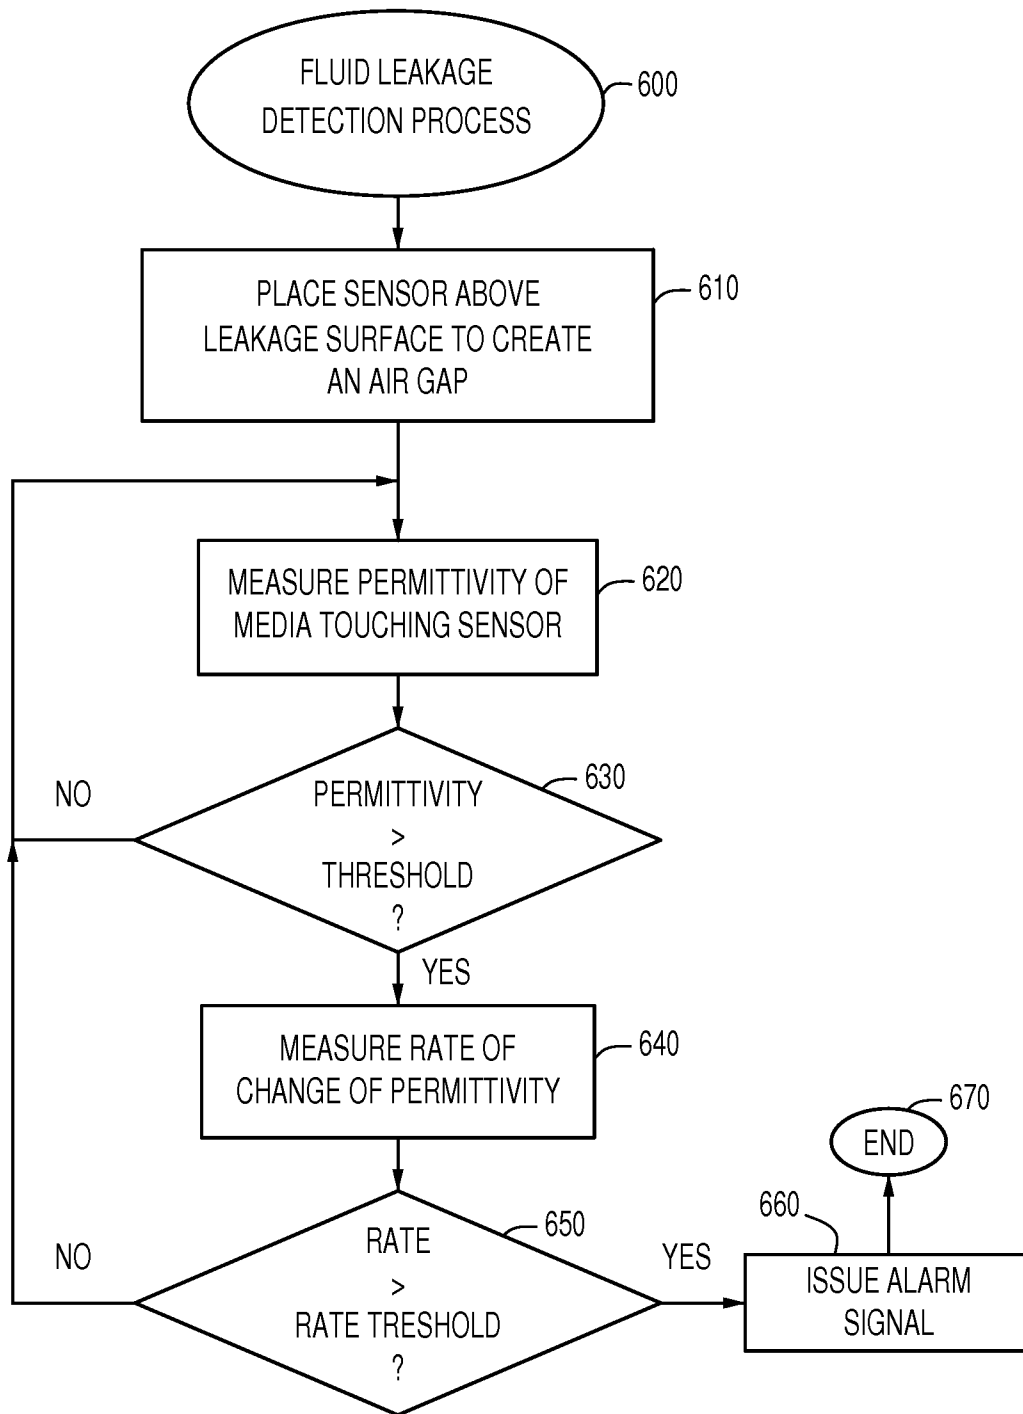 FLUID LEAKAGE
DETECTION PROCESS
600
PLACE SENSOR ABOVE
LEAKAGE SURFACE TO CREATE
AN AIR GAP
610
MEASURE PERMITTIVITY OF
MEDIA TOUCHING SENSOR
620
PERMITTIVITY
>
THRESHOLD
?
630
NO
YES
MEASURE RATE OF
CHANGE OF PERMITTIVITY
640
RATE
>
RATE TRESHOLD
?
650
NO
YES
ISSUE ALARM
SIGNAL
660
END
670